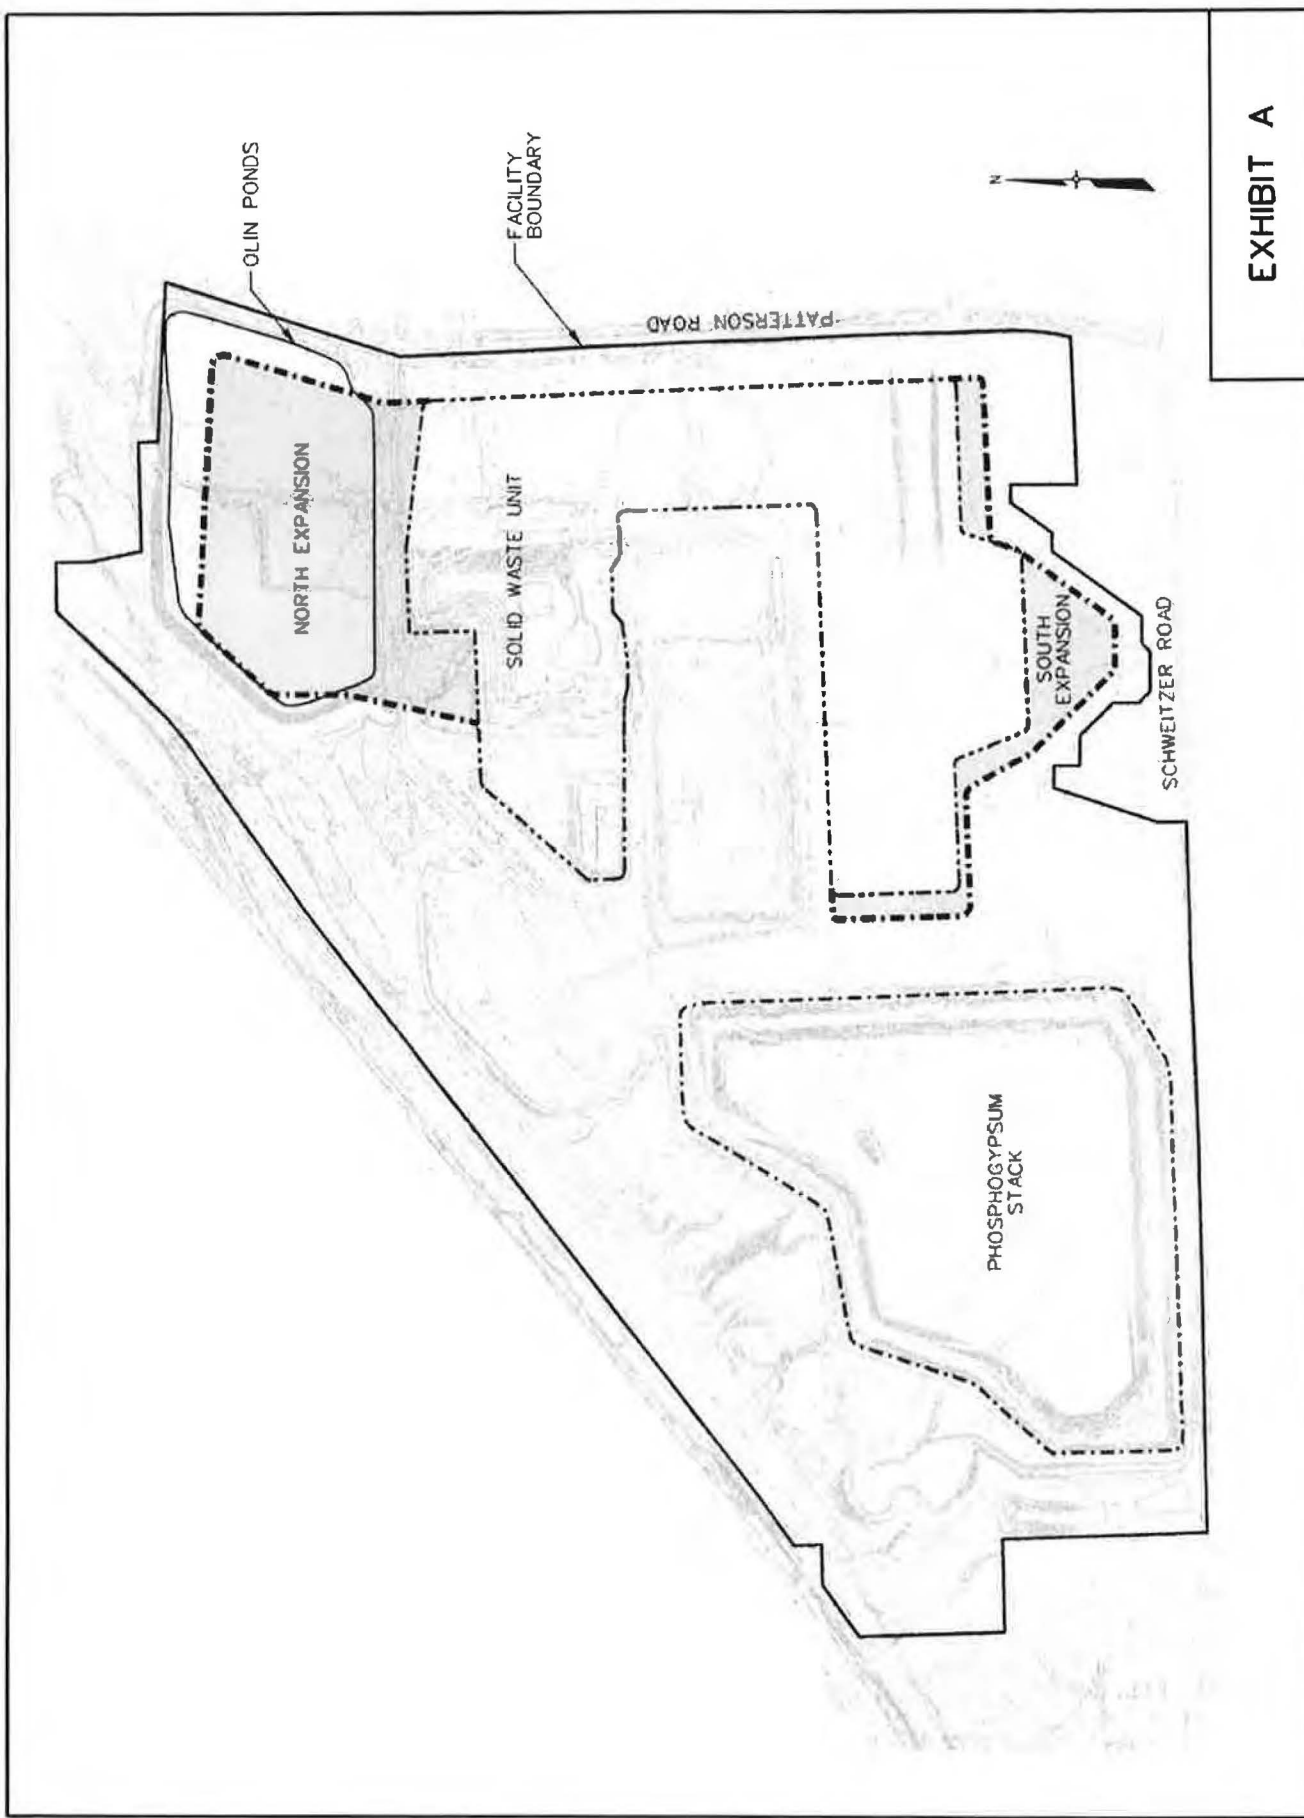 OLIN PONDS
FACILITY
BOUNDARY
NORTH EXPANSION
PATTERSON ROAD
N
SOLID WASTE UNIT
SOUTH
EXPANSION
SCHWEITZER ROAD
PHOSPHOGYPSUM
STACK
EXHIBIT A